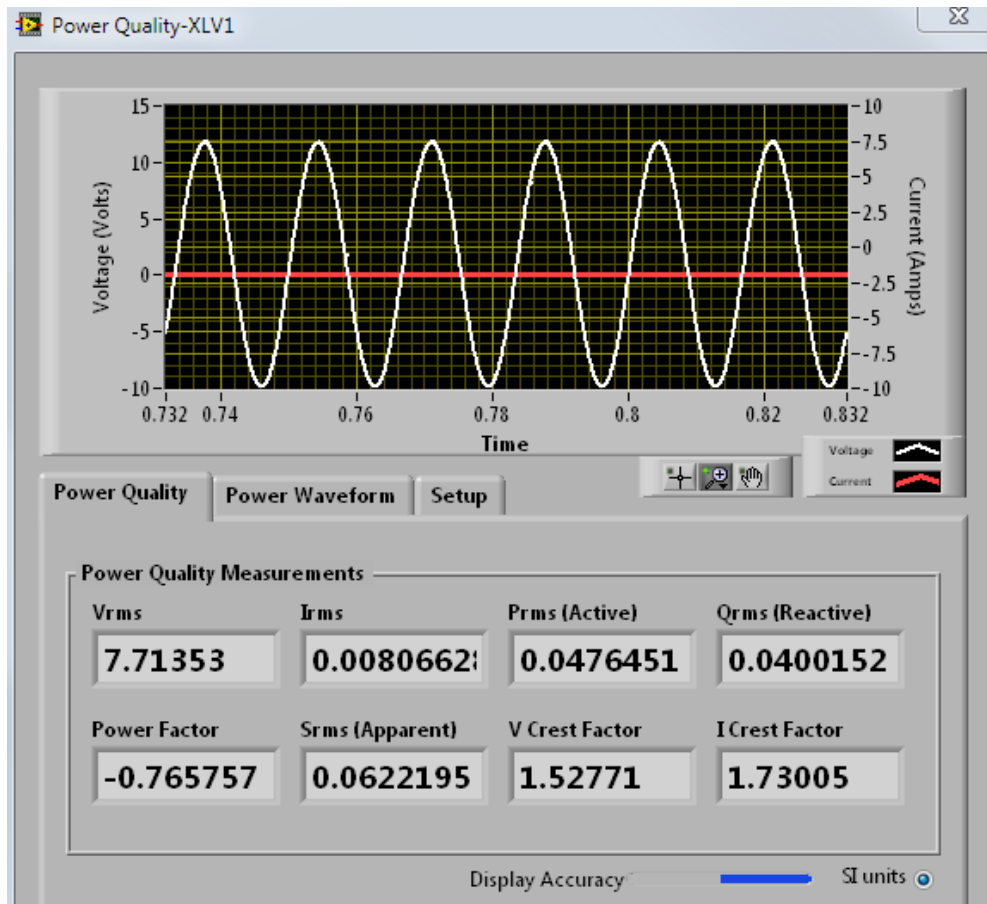 Power Quality-XLV1
15
10
5
0
-5
-10
Voltage (Volts)
10
7.5
5
2.5
0
-2.5
-5
-7.5
-10
Current (Amps)
0.732 0.74 0.76 0.78 0.8 0.82 0.832
Time
Voltage
Current
Power Quality Power Waveform Setup
Power Quality Measurements
Vrms Irms Prms (Active) Qrms (Reactive)
7.71353 0.0080662 0.0476451 0.0400152
Power Factor Srms (Apparent) V Crest Factor I Crest Factor
-0.765757 0.0622195 1.52771 1.73005
Display Accuracy SI units